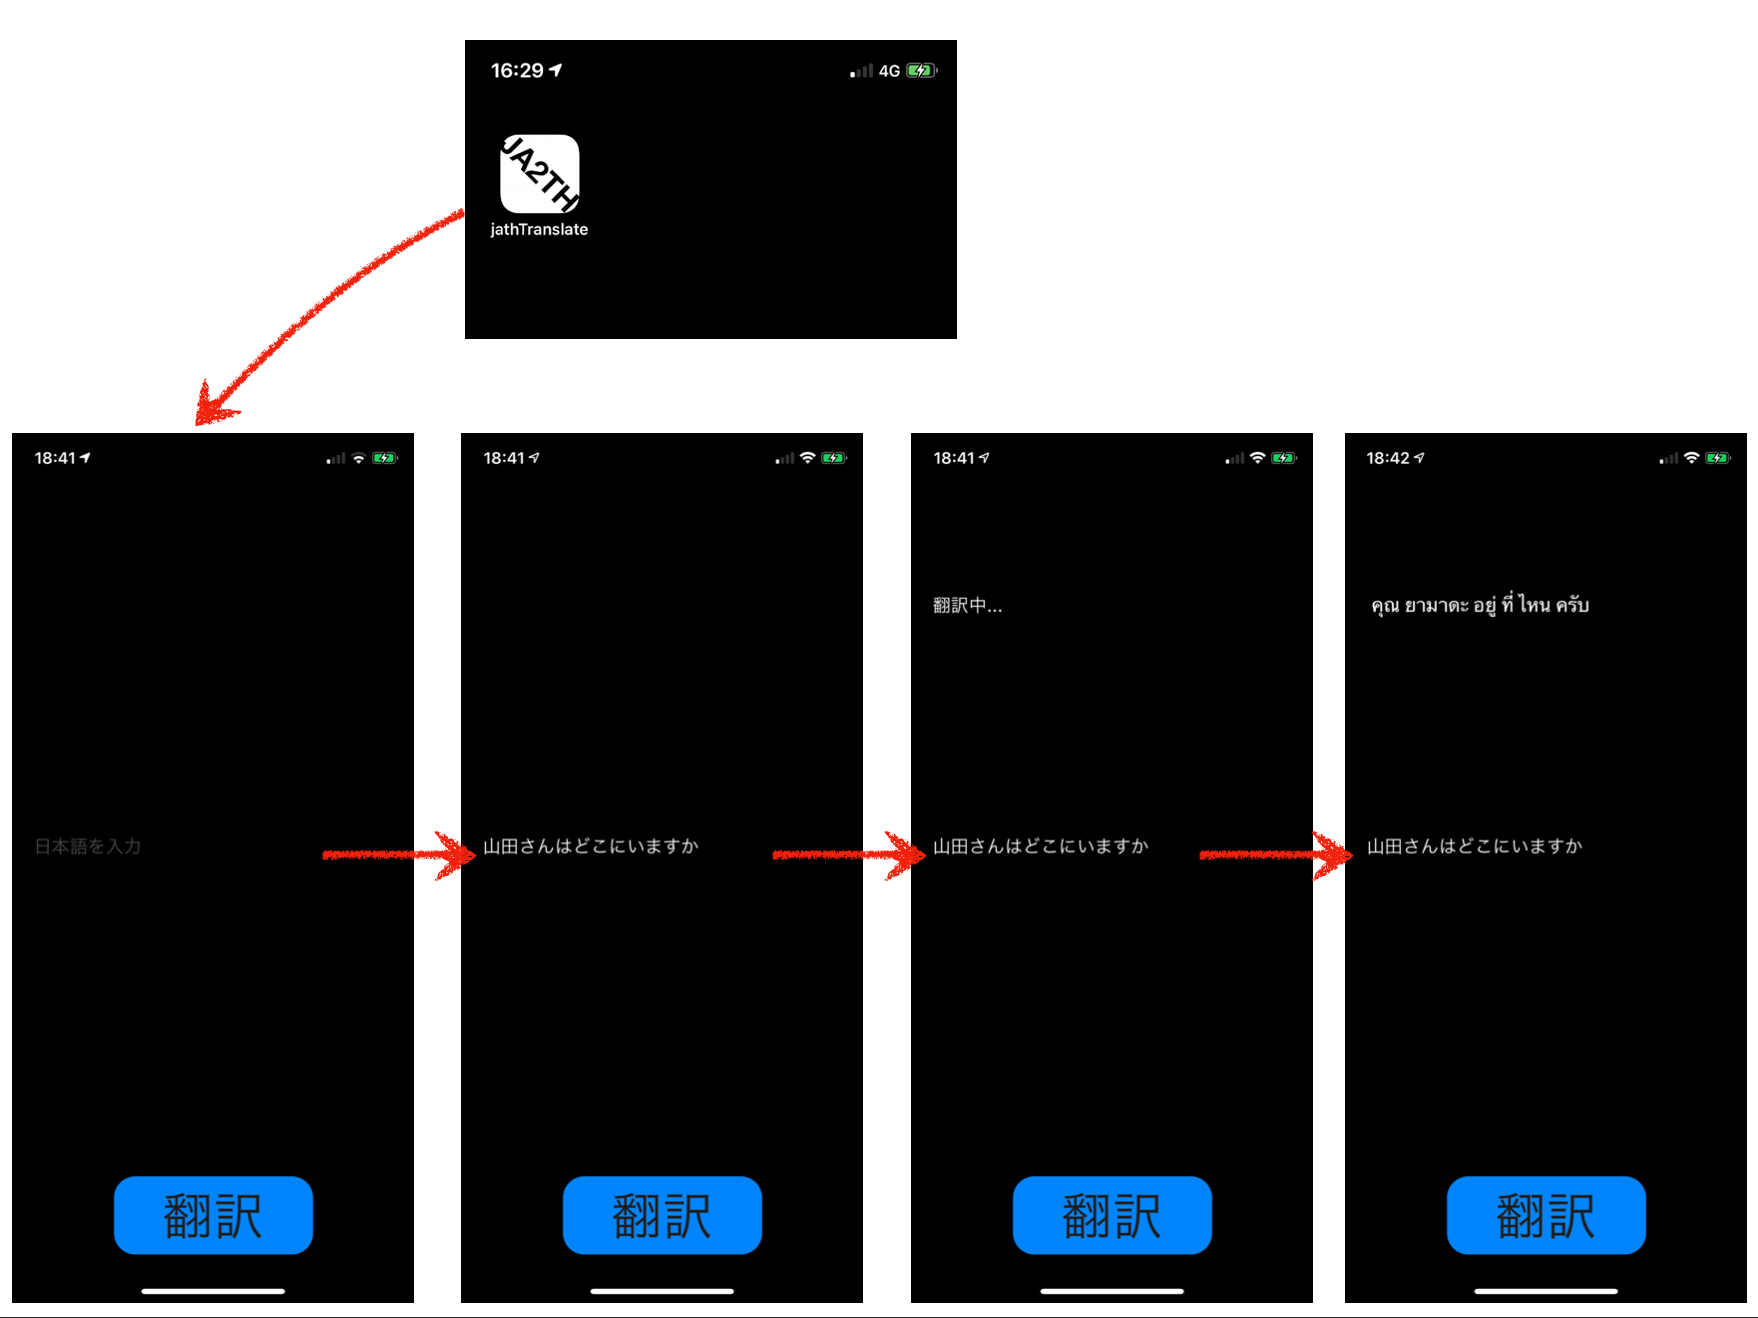 16:29
4G
JA2TH
jathTranslate
18:41
日本語を入力
翻訳
18:41
山田さんはどこにいますか
翻訳
18:41
翻訳中...
山田さんはどこにいますか
翻訳
18:42
คุณ ยามาดะ อยู่ ที่ ไหน ครับ
山田さんはどこにいますか
翻訳